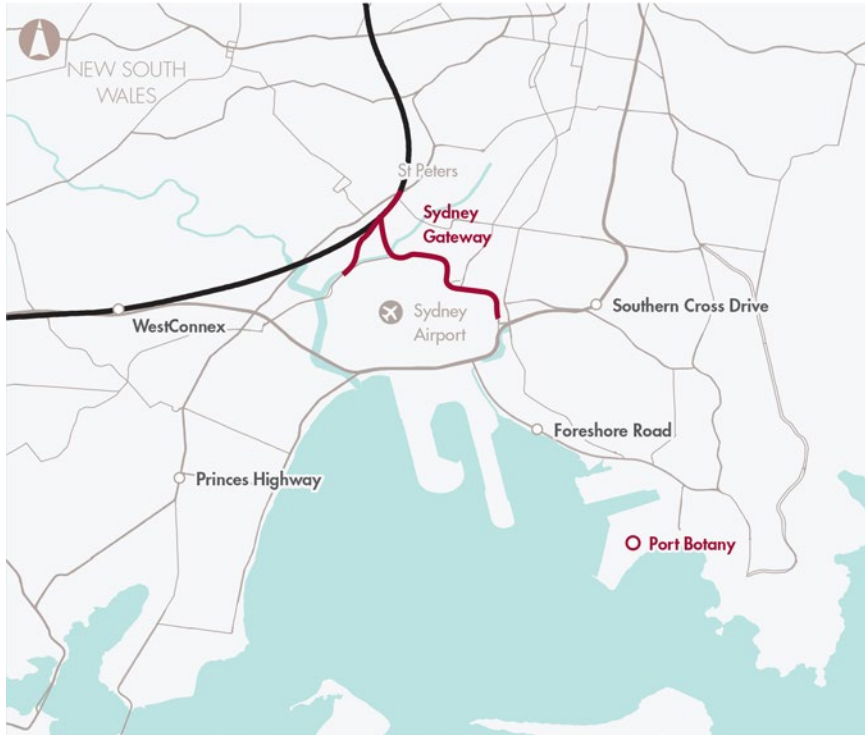 NEW SOUTH
WALES
St Peters
Sydney
Gateway
Sydney
Airport
Southern Cross Drive
WestConnex
Foreshore Road
Princes Highway
Port Botany